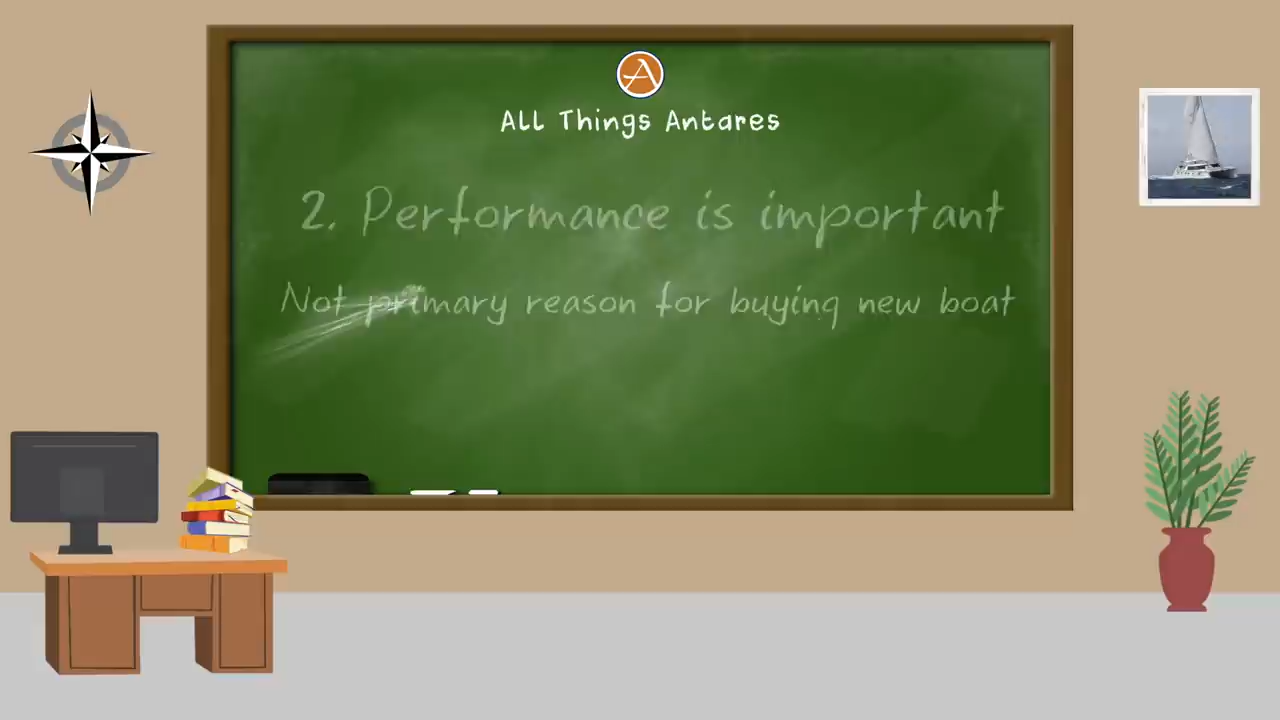 A
All Things Antares
2. Performance is important
Not primary reason for buying new boat